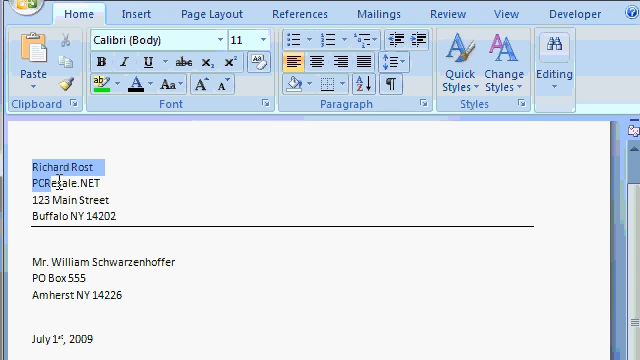 Home Insert Page Layout References Mailings Review View Developer
Calibri (Body) 11
Paste
B I U abc x₂ x²
ab A Aa A A
Quick Styles Change Styles Editing
Clipboard Font Paragraph Styles
Richard Rost
PCResale.NET
123 Main Street
Buffalo NY 14202
Mr. William Schwarzenhoffer
PO Box 555
Amherst NY 14226
July 1ˢᵗ, 2009